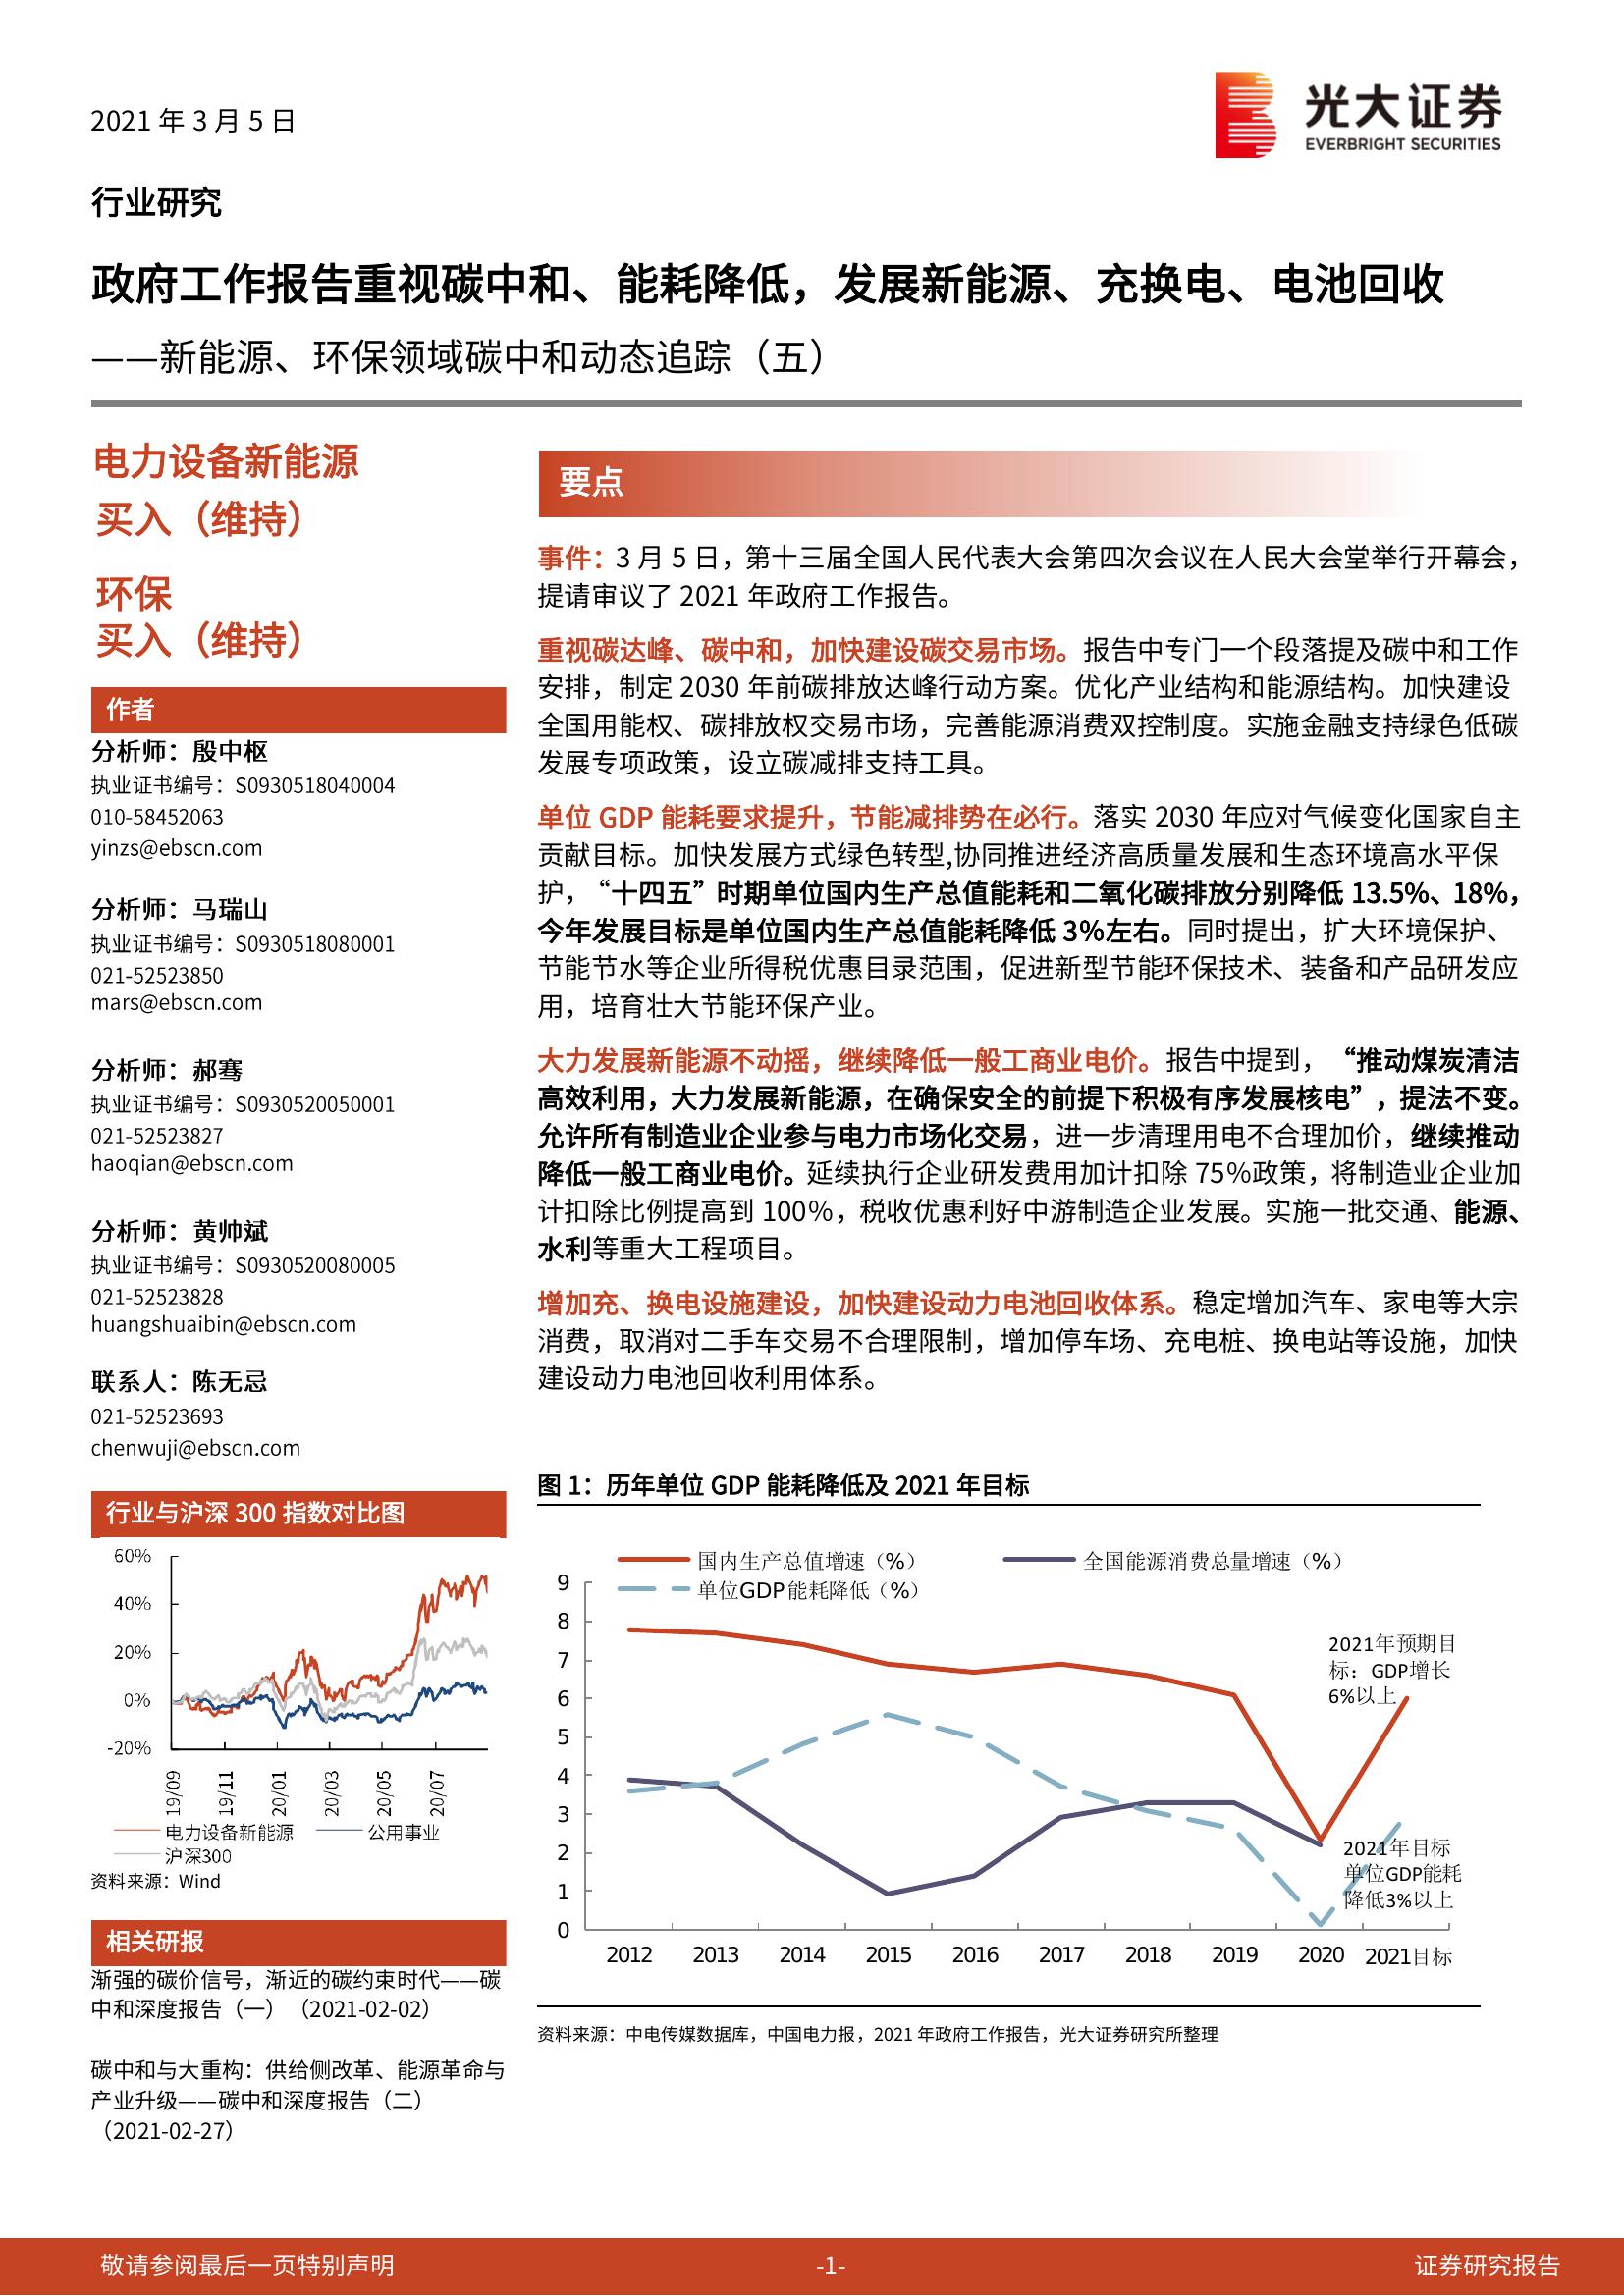 2021 年 3 月 5 日
光大证券
EVERBRIGHT SECURITIES
行业研究
政府工作报告重视碳中和、能耗降低，发展新能源、充换电、电池回收
——新能源、环保领域碳中和动态追踪（五）
电力设备新能源
买入（维持）
环保
买入（维持）
作者
分析师：殷中枢
执业证书编号：S0930518040004
010-58452063
yinzs@ebscn.com
分析师：马瑞山
执业证书编号：S0930518080001
021-52523850
mars@ebscn.com
分析师：郝骞
执业证书编号：S0930520050001
021-52523827
haoqian@ebscn.com
分析师：黄帅斌
执业证书编号：S0930520080005
021-52523828
huangshuaibin@ebscn.com
联系人：陈无忌
021-52523693
chenwuji@ebscn.com
行业与沪深 300 指数对比图
60%
40%
20%
0%
-20%
19/09 19/11 20/01 20/03 20/05 20/07
电力设备新能源 公用事业
沪深300
资料来源：Wind
相关研报
渐强的碳价信号，渐近的碳约束时代——碳
中和深度报告（一）（2021-02-02）
碳中和与大重构：供给侧改革、能源革命与
产业升级——碳中和深度报告（二）
（2021-02-27）
要点
事件：3 月 5 日，第十三届全国人民代表大会第四次会议在人民大会堂举行开幕会，
提请审议了 2021 年政府工作报告。
重视碳达峰、碳中和，加快建设碳交易市场。报告中专门一个段落提及碳中和工作
安排，制定 2030 年前碳排放达峰行动方案。优化产业结构和能源结构。加快建设
全国用能权、碳排放权交易市场，完善能源消费双控制度。实施金融支持绿色低碳
发展专项政策，设立碳减排支持工具。
单位 GDP 能耗要求提升，节能减排势在必行。落实 2030 年应对气候变化国家自主
贡献目标。加快发展方式绿色转型,协同推进经济高质量发展和生态环境高水平保
护，“十四五”时期单位国内生产总值能耗和二氧化碳排放分别降低 13.5%、18%，
今年发展目标是单位国内生产总值能耗降低 3%左右。同时提出，扩大环境保护、
节能节水等企业所得税优惠目录范围，促进新型节能环保技术、装备和产品研发应
用，培育壮大节能环保产业。
大力发展新能源不动摇，继续降低一般工商业电价。报告中提到，“推动煤炭清洁
高效利用，大力发展新能源，在确保安全的前提下积极有序发展核电”，提法不变。
允许所有制造业企业参与电力市场化交易，进一步清理用电不合理加价，继续推动
降低一般工商业电价。延续执行企业研发费用加计扣除 75%政策，将制造业企业加
计扣除比例提高到 100%，税收优惠利好中游制造企业发展。实施一批交通、能源、
水利等重大工程项目。
增加充、换电设施建设，加快建设动力电池回收体系。稳定增加汽车、家电等大宗
消费，取消对二手车交易不合理限制，增加停车场、充电桩、换电站等设施，加快
建设动力电池回收利用体系。
图 1：历年单位 GDP 能耗降低及 2021 年目标
国内生产总值增速（%） 全国能源消费总量增速（%）
单位GDP能耗降低（%）
9
8
7
6
5
4
3
2
1
0
2021年预期目
标：GDP增长
6%以上
2021年目标
单位GDP能耗
降低3%以上
2012 2013 2014 2015 2016 2017 2018 2019 2020 2021目标
资料来源：中电传媒数据库，中国电力报，2021 年政府工作报告，光大证券研究所整理
敬请参阅最后一页特别声明 -1- 证券研究报告